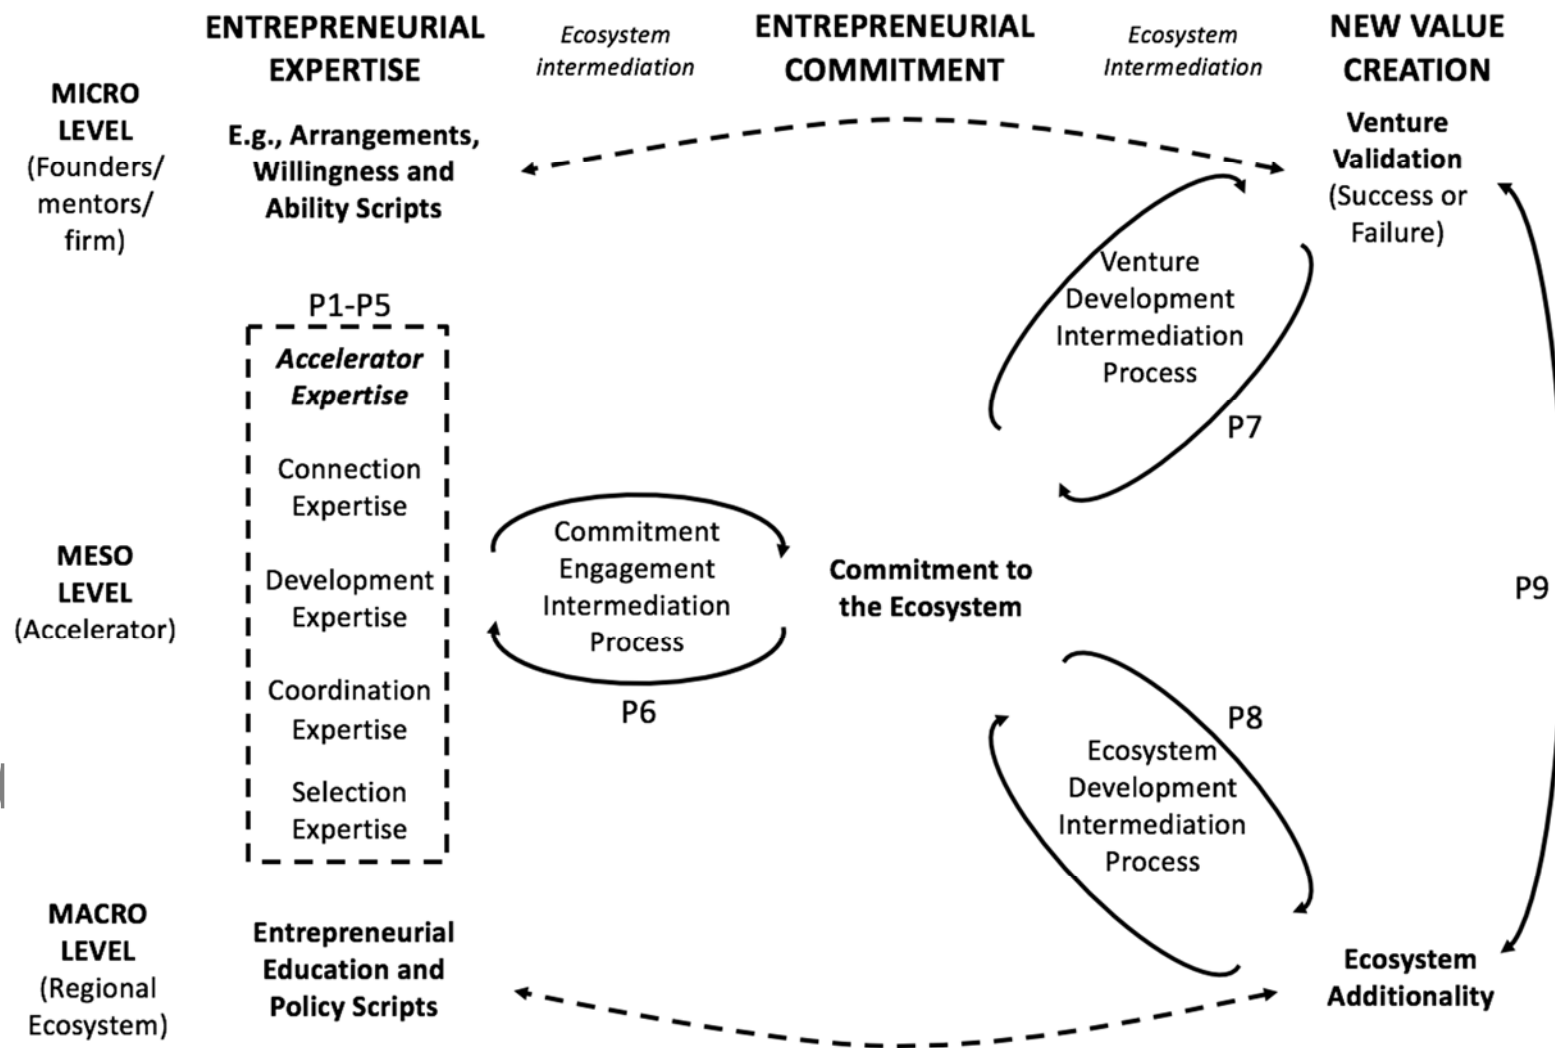 ENTREPRENEURIAL
EXPERTISE
Ecosystem
intermediation
ENTREPRENEURIAL
COMMITMENT
Ecosystem
Intermediation
NEW VALUE
CREATION
MICRO
LEVEL
(Founders/
mentors/
firm)
E.g., Arrangements,
Willingness and
Ability Scripts
Venture
Validation
(Success or
Failure)
Venture
Development
Intermediation
Process
P7
P1-P5
Accelerator
Expertise
Connection
Expertise
Development
Expertise
Coordination
Expertise
Selection
Expertise
MESO
LEVEL
(Accelerator)
Commitment
Engagement
Intermediation
Process
P6
Commitment to
the Ecosystem
P9
P8
Ecosystem
Development
Intermediation
Process
MACRO
LEVEL
(Regional
Ecosystem)
Entrepreneurial
Education and
Policy Scripts
Ecosystem
Additionality